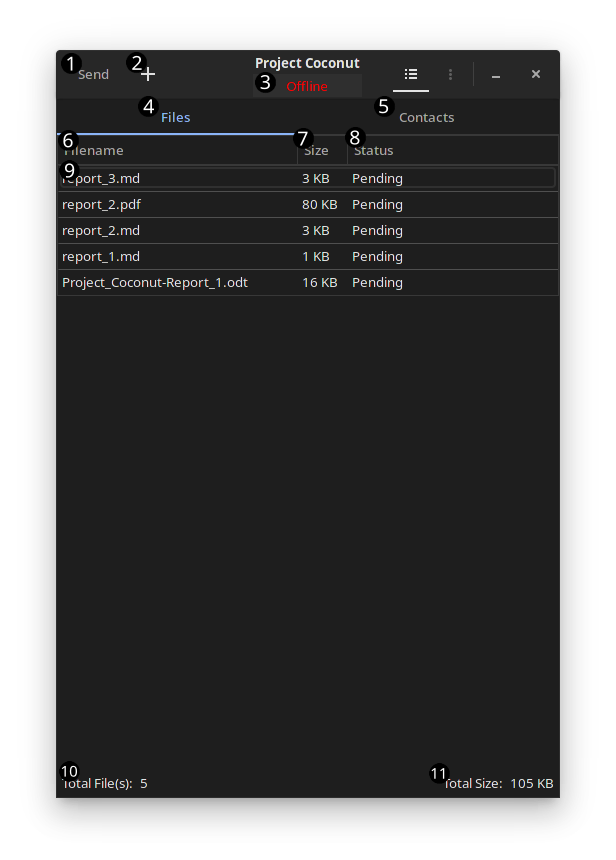 1 Send 2 + Project Coconut
3 Offline
4 Files 5 Contacts
6 Filename 7 Size 8 Status
9 report_3.md 3 KB Pending
report_2.pdf 80 KB Pending
report_2.md 3 KB Pending
report_1.md 1 KB Pending
Project_Coconut-Report_1.odt 16 KB Pending
10 Total File(s): 5 11 Total Size: 105 KB